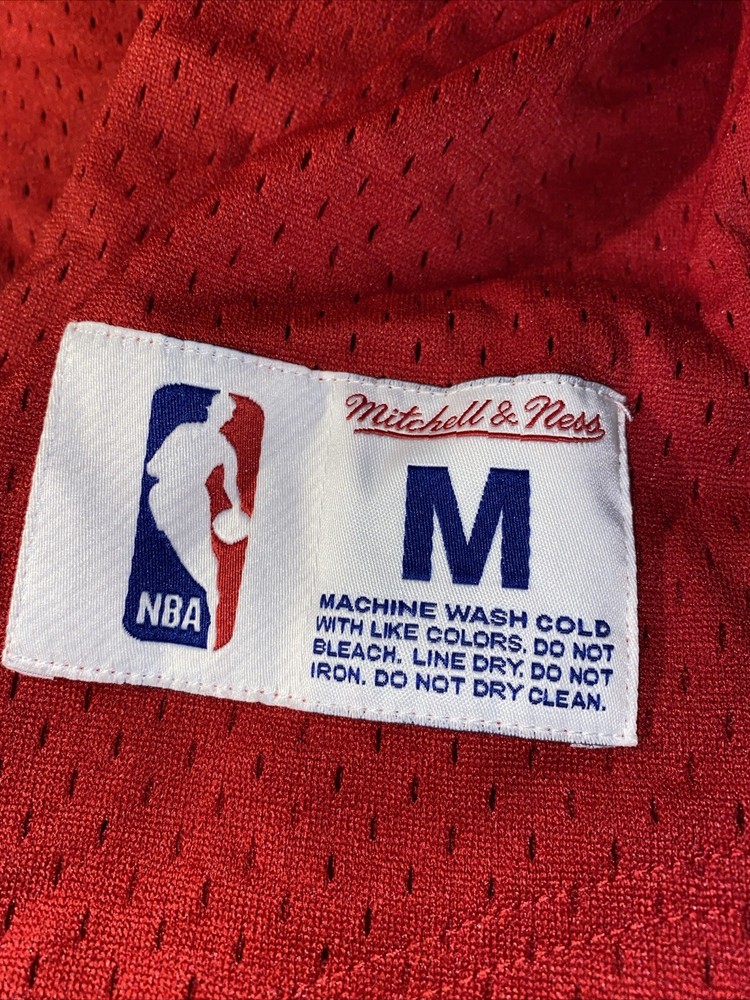 NBA
Mitchell & Ness
M
MACHINE WASH COLD
WITH LIKE COLORS. DO NOT
BLEACH. LINE DRY. DO NOT
IRON. DO NOT DRY CLEAN.